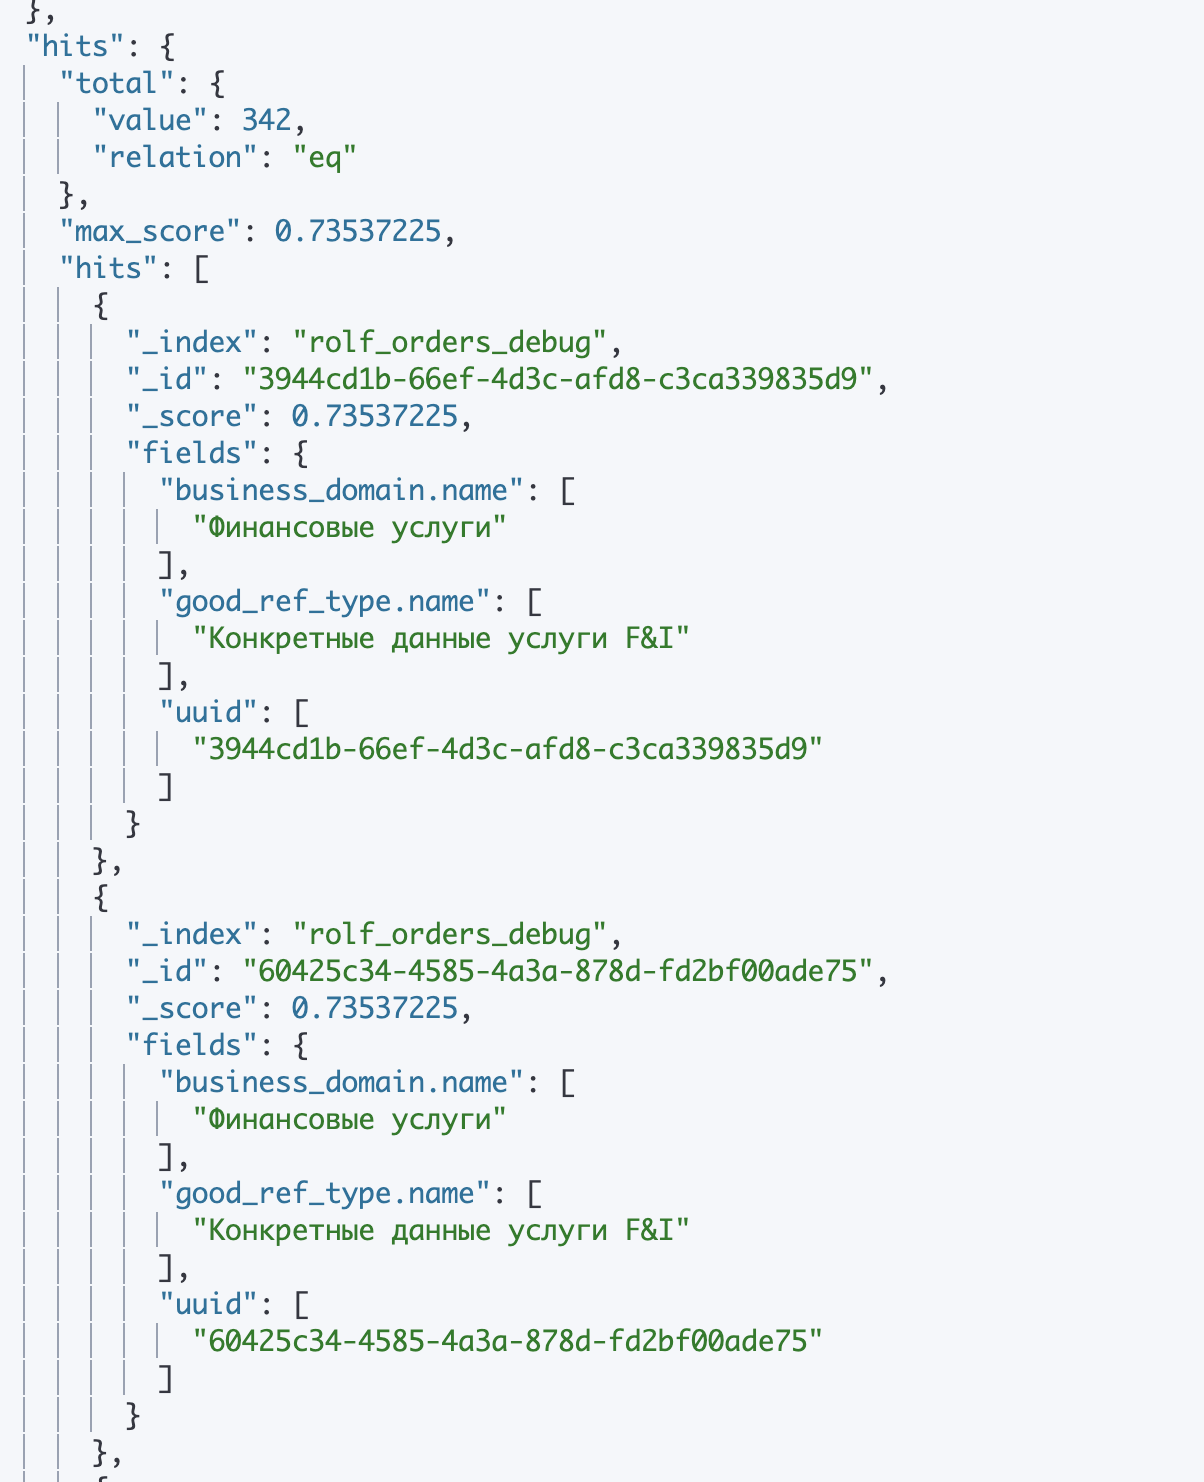 },
"hits": {
"total": {
"value": 342,
"relation": "eq"
},
"max_score": 0.73537225,
"hits": [
{
"_index": "rolf_orders_debug",
"_id": "3944cd1b-66ef-4d3c-afd8-c3ca339835d9",
"_score": 0.73537225,
"fields": {
"business_domain.name": [
"Финансовые услуги"
],
"good_ref_type.name": [
"Конкретные данные услуги F&I"
],
"uuid": [
"3944cd1b-66ef-4d3c-afd8-c3ca339835d9"
]
}
},
{
"_index": "rolf_orders_debug",
"_id": "60425c34-4585-4a3a-878d-fd2bf00ade75",
"_score": 0.73537225,
"fields": {
"business_domain.name": [
"Финансовые услуги"
],
"good_ref_type.name": [
"Конкретные данные услуги F&I"
],
"uuid": [
"60425c34-4585-4a3a-878d-fd2bf00ade75"
]
}
},
{